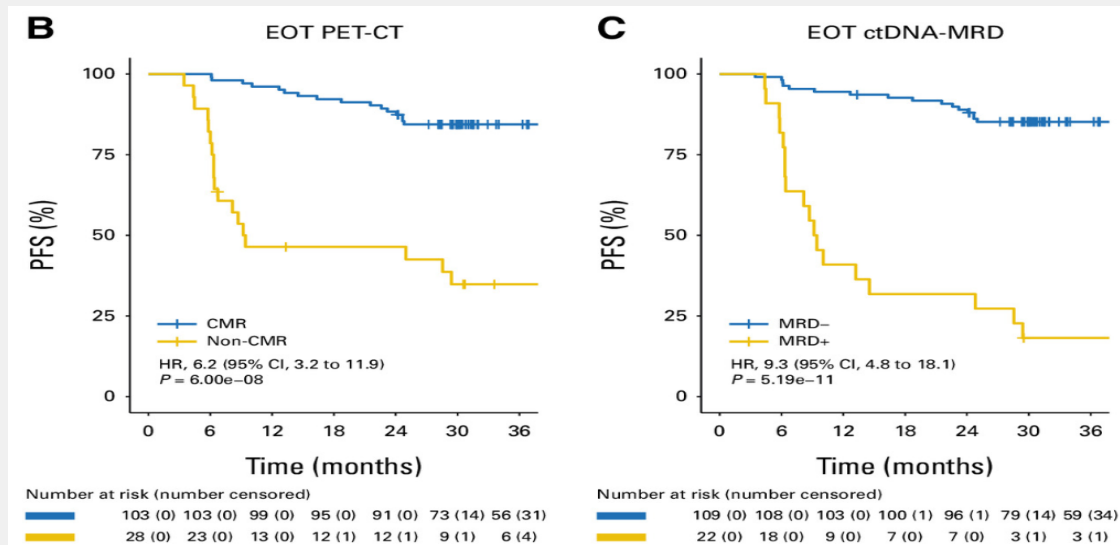 B EOT PET-CT
100
75
50
25
0
PFS (%)
CMR
Non-CMR
HR, 6.2 (95% CI, 3.2 to 11.9)
P = 6.00e–08
0 6 12 18 24 30 36
Time (months)
Number at risk (number censored)
103 (0) 103 (0) 99 (0) 95 (0) 91 (0) 73 (14) 56 (31)
28 (0) 23 (0) 13 (0) 12 (1) 12 (1) 9 (1) 6 (4)
C EOT ctDNA-MRD
100
75
50
25
0
PFS (%)
MRD–
MRD+
HR, 9.3 (95% CI, 4.8 to 18.1)
P = 5.19e–11
0 6 12 18 24 30 36
Time (months)
Number at risk (number censored)
109 (0) 108 (0) 103 (0) 100 (1) 96 (1) 79 (14) 59 (34)
22 (0) 18 (0) 9 (0) 7 (0) 7 (0) 3 (1) 3 (1)